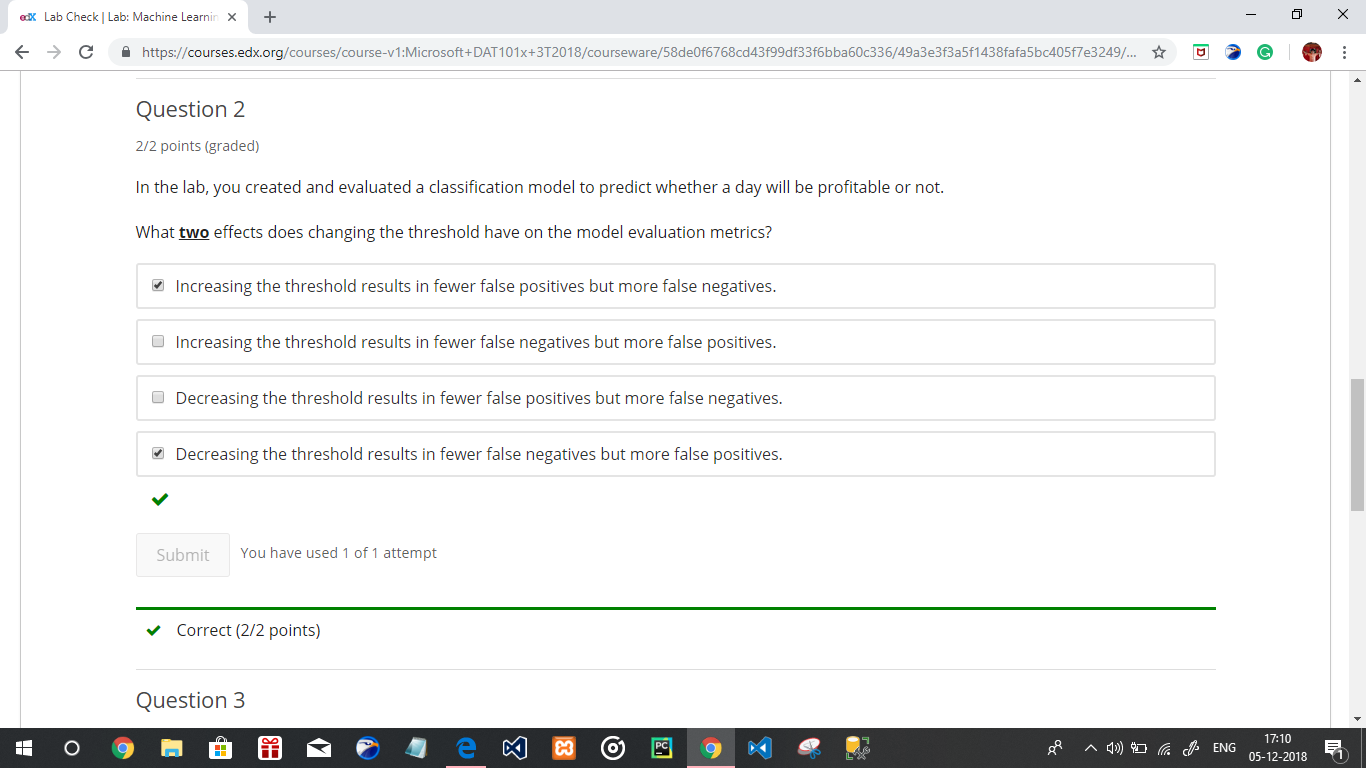 edX Lab Check | Lab: Machine Learnin
https://courses.edx.org/courses/course-v1:Microsoft+DAT101x+3T2018/courseware/58de0f6768cd43f99df33f6bba60c336/49a3e3f3a5f1438fafa5bc405f7e3249/...
Question 2
2/2 points (graded)
In the lab, you created and evaluated a classification model to predict whether a day will be profitable or not.
What two effects does changing the threshold have on the model evaluation metrics?
Increasing the threshold results in fewer false positives but more false negatives.
Increasing the threshold results in fewer false negatives but more false positives.
Decreasing the threshold results in fewer false positives but more false negatives.
Decreasing the threshold results in fewer false negatives but more false positives.
Submit You have used 1 of 1 attempt
Correct (2/2 points)
Question 3
PC
ENG
17:10
05-12-2018
1